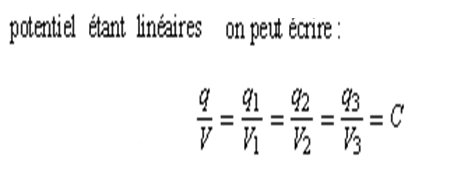 potentiel étant linéaires on peut écrire :
q/V = q1/V1 = q2/V2 = q3/V3 = C